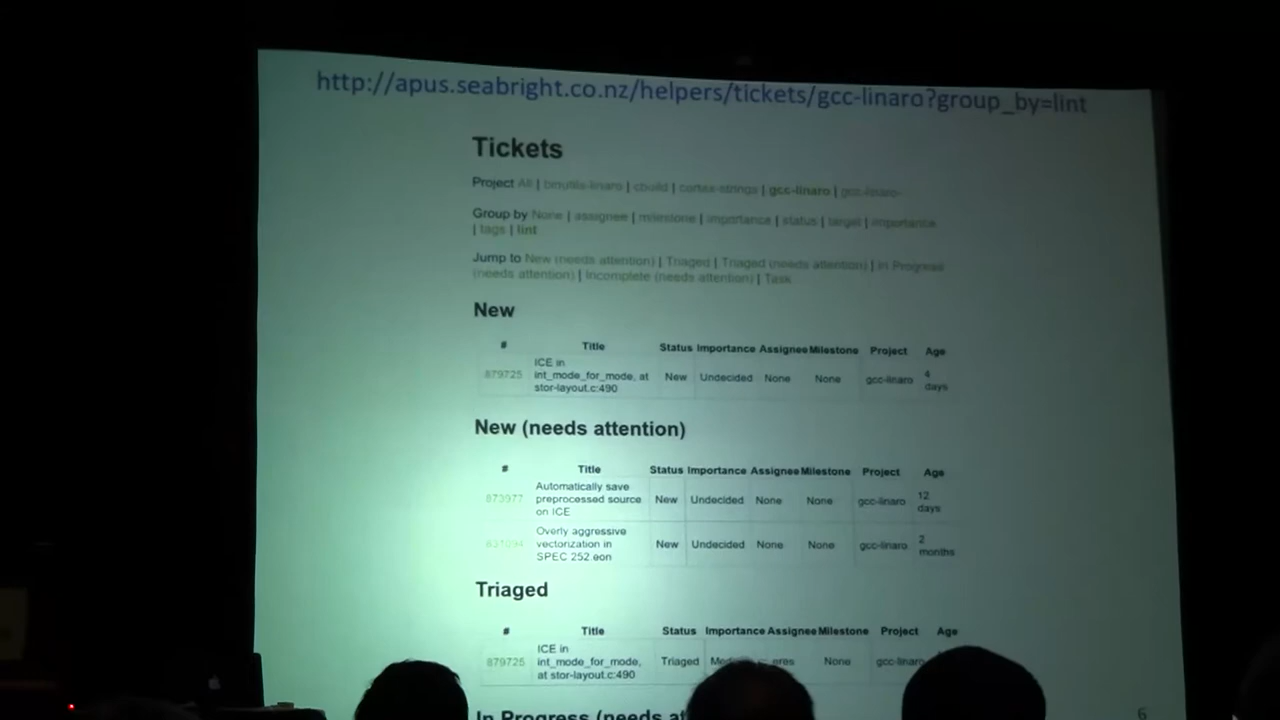 http://apus.seabright.co.nz/helpers/tickets/gcc-linaro?group_by=lint
Tickets
Project All | binutils-linaro | cbuild | cortex-strings | gcc-linaro | gcc-linaro-
Group by None | assignee | milestone | importance | status | target | importance
| tags | lint
Jump to New (needs attention) | Triaged | Triaged (needs attention) | In Progress
(needs attention) | Incomplete (needs attention) | Task
New
# Title Status Importance Assignee Milestone Project Age
879725 ICE in int_mode_for_mode, at stor-layout.c:490 New Undecided None None gcc-linaro 4 days
New (needs attention)
# Title Status Importance Assignee Milestone Project Age
873977 Automatically save preprocessed source on ICE New Undecided None None gcc-linaro 12 days
Overly aggressive vectorization in SPEC 252.eon New Undecided None None gcc-linaro 2 months
Triaged
# Title Status Importance Assignee Milestone Project Age
879725 ICE in int_mode_for_mode, at stor-layout.c:490 Triaged None gcc-linaro
In Progress (needs
6